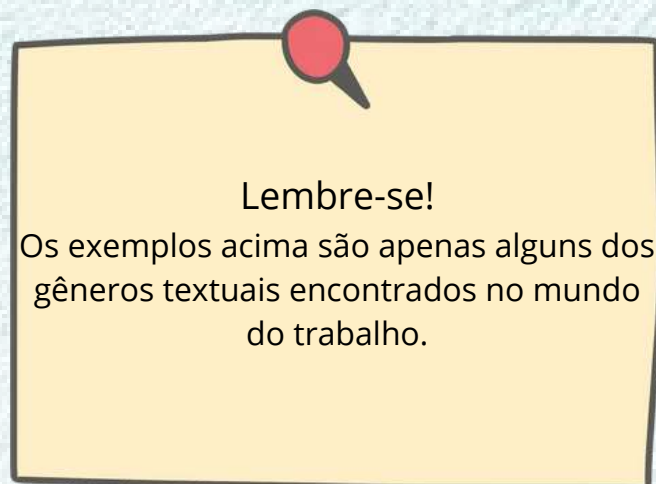 Lembre-se!
Os exemplos acima são apenas alguns dos
gêneros textuais encontrados no mundo
do trabalho.